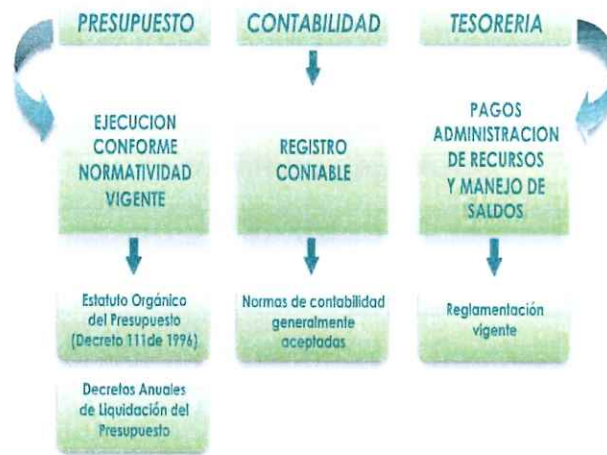 PRESUPUESTO
CONTABILIDAD
TESORERIA
EJECUCION
CONFORME
NORMATIVIDAD
VIGENTE
REGISTRO
CONTABLE
PAGOS
ADMINISTRACION
DE RECURSOS
Y MANEJO DE
SALDOS
Estatuto Orgánico
del Presupuesto
(Decreto 111de 1996)
Normas de contabilidad
generalmente
aceptadas
Reglamentación
vigente
Decretos Anuales
de Liquidación del
Presupuesto